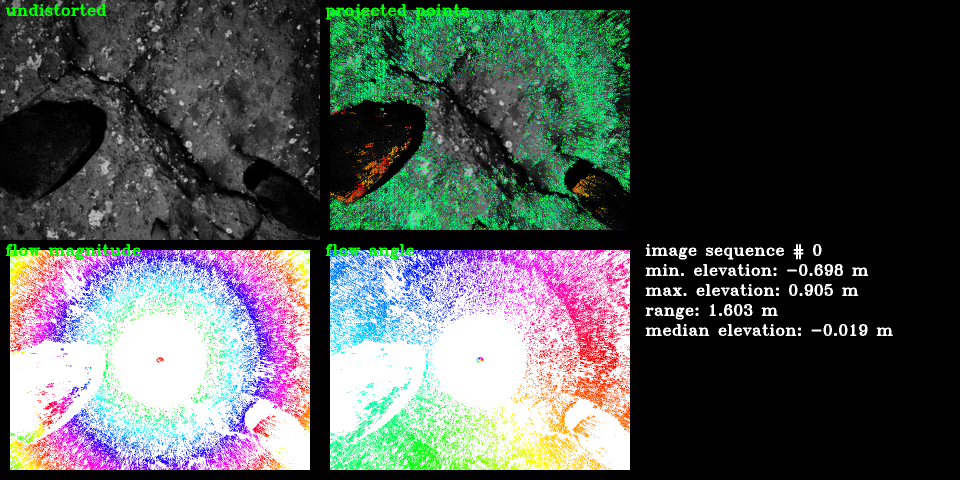 undistorted
projected points
flow magnitude
flow angle
image sequence # 0
min. elevation: -0.698 m
max. elevation: 0.905 m
range: 1.603 m
median elevation: -0.019 m